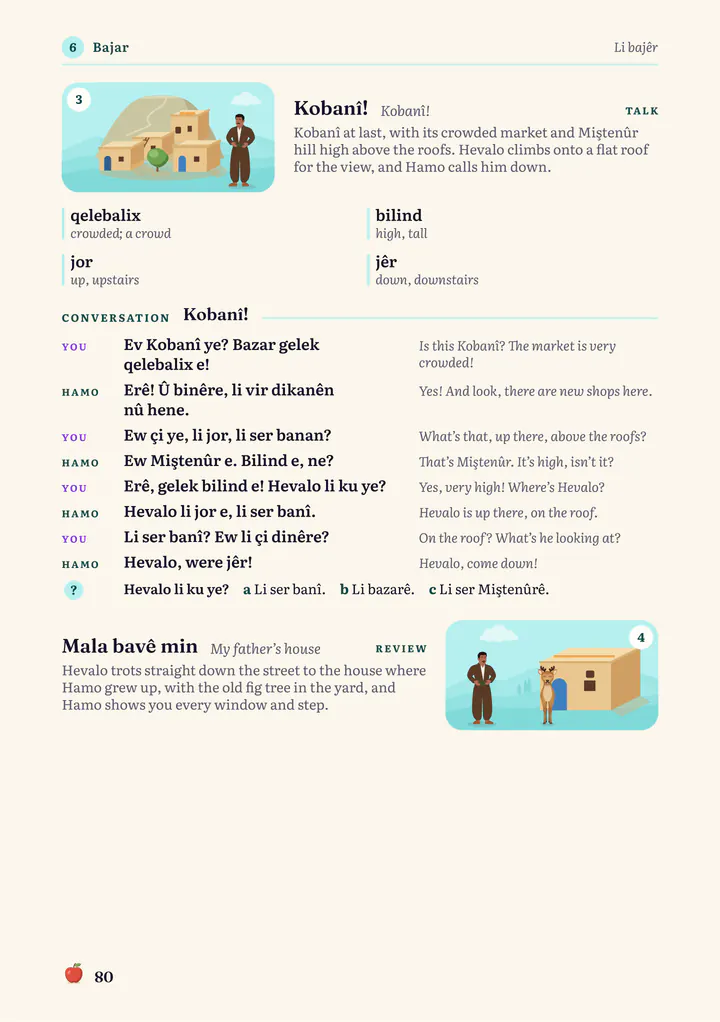 6 Bajar
Li bajêr
3
Kobanî! Kobanî! TALK
Kobanî at last, with its crowded market and Miştenûr
hill high above the roofs. Hevalo climbs onto a flat roof
for the view, and Hamo calls him down.
qelebalix
crowded; a crowd
bilind
high, tall
jor
up, upstairs
jêr
down, downstairs
CONVERSATION Kobanî!
YOU Ev Kobanî ye? Bazar gelek
qelebalix e!
Is this Kobanî? The market is very
crowded!
HAMO Erê! Û binêre, li vir dikanên
nû hene.
Yes! And look, there are new shops here.
YOU Ew çi ye, li jor, li ser banan? What's that, up there, above the roofs?
HAMO Ew Miştenûr e. Bilind e, ne? That's Miştenûr. It's high, isn't it?
YOU Erê, gelek bilind e! Hevalo li ku ye? Yes, very high! Where's Hevalo?
HAMO Hevalo li jor e, li ser banî. Hevalo is up there, on the roof.
YOU Li ser banî? Ew li çi dinêre? On the roof? What's he looking at?
HAMO Hevalo, were jêr! Hevalo, come down!
? Hevalo li ku ye? a Li ser banî. b Li bazarê. c Li ser Miştenûrê.
Mala bavê min My father's house REVIEW
Hevalo trots straight down the street to the house where
Hamo grew up, with the old fig tree in the yard, and
Hamo shows you every window and step.
4
80